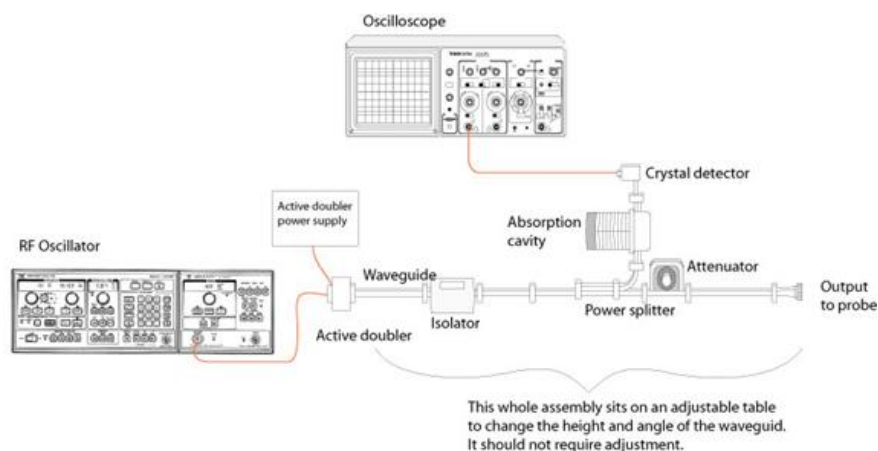 Oscilloscope
Crystal detector
Active doubler
power supply
Absorption
cavity
RF Oscillator
Waveguide
Attenuator
Output
to probe
Isolator
Power splitter
Active doubler
This whole assembly sits on an adjustable table
to change the height and angle of the waveguid.
It should not require adjustment.